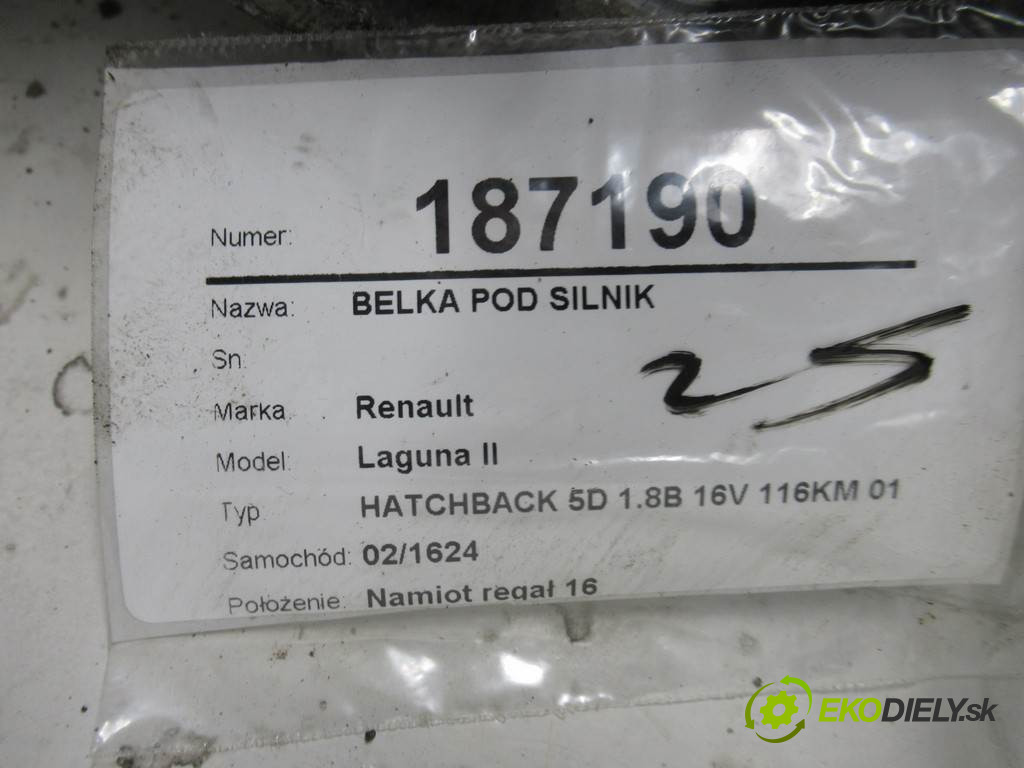 Numer: 187190
Nazwa: BELKA POD SILNIK
Sn:
Marka Renault
25
Model: Laguna II
Typ HATCHBACK 5D 1.8B 16V 116KM 01
Samochód: 02/1624
Położenie: Namiot regał 16
EKODIELY.sk